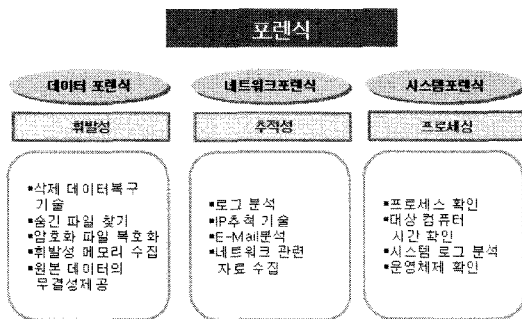 포렌식
데이터 포렌식
휘발성
▪삭제 데이터복구
기술
▪숨긴 파일 찾기
▪암호화 파일 복호화
▪휘발성 메모리 수집
▪원본 데이터의
무결성제공
네트워크포렌식
추적성
▪로그 분석
▪IP추적 기술
▪E-Mail분석
▪네트워크 관련
자료 수집
시스템포렌식
프로세싱
▪프로세스 확인
▪대상 컴퓨터
시간 확인
▪시스템 로그 분석
▪운영체제 확인